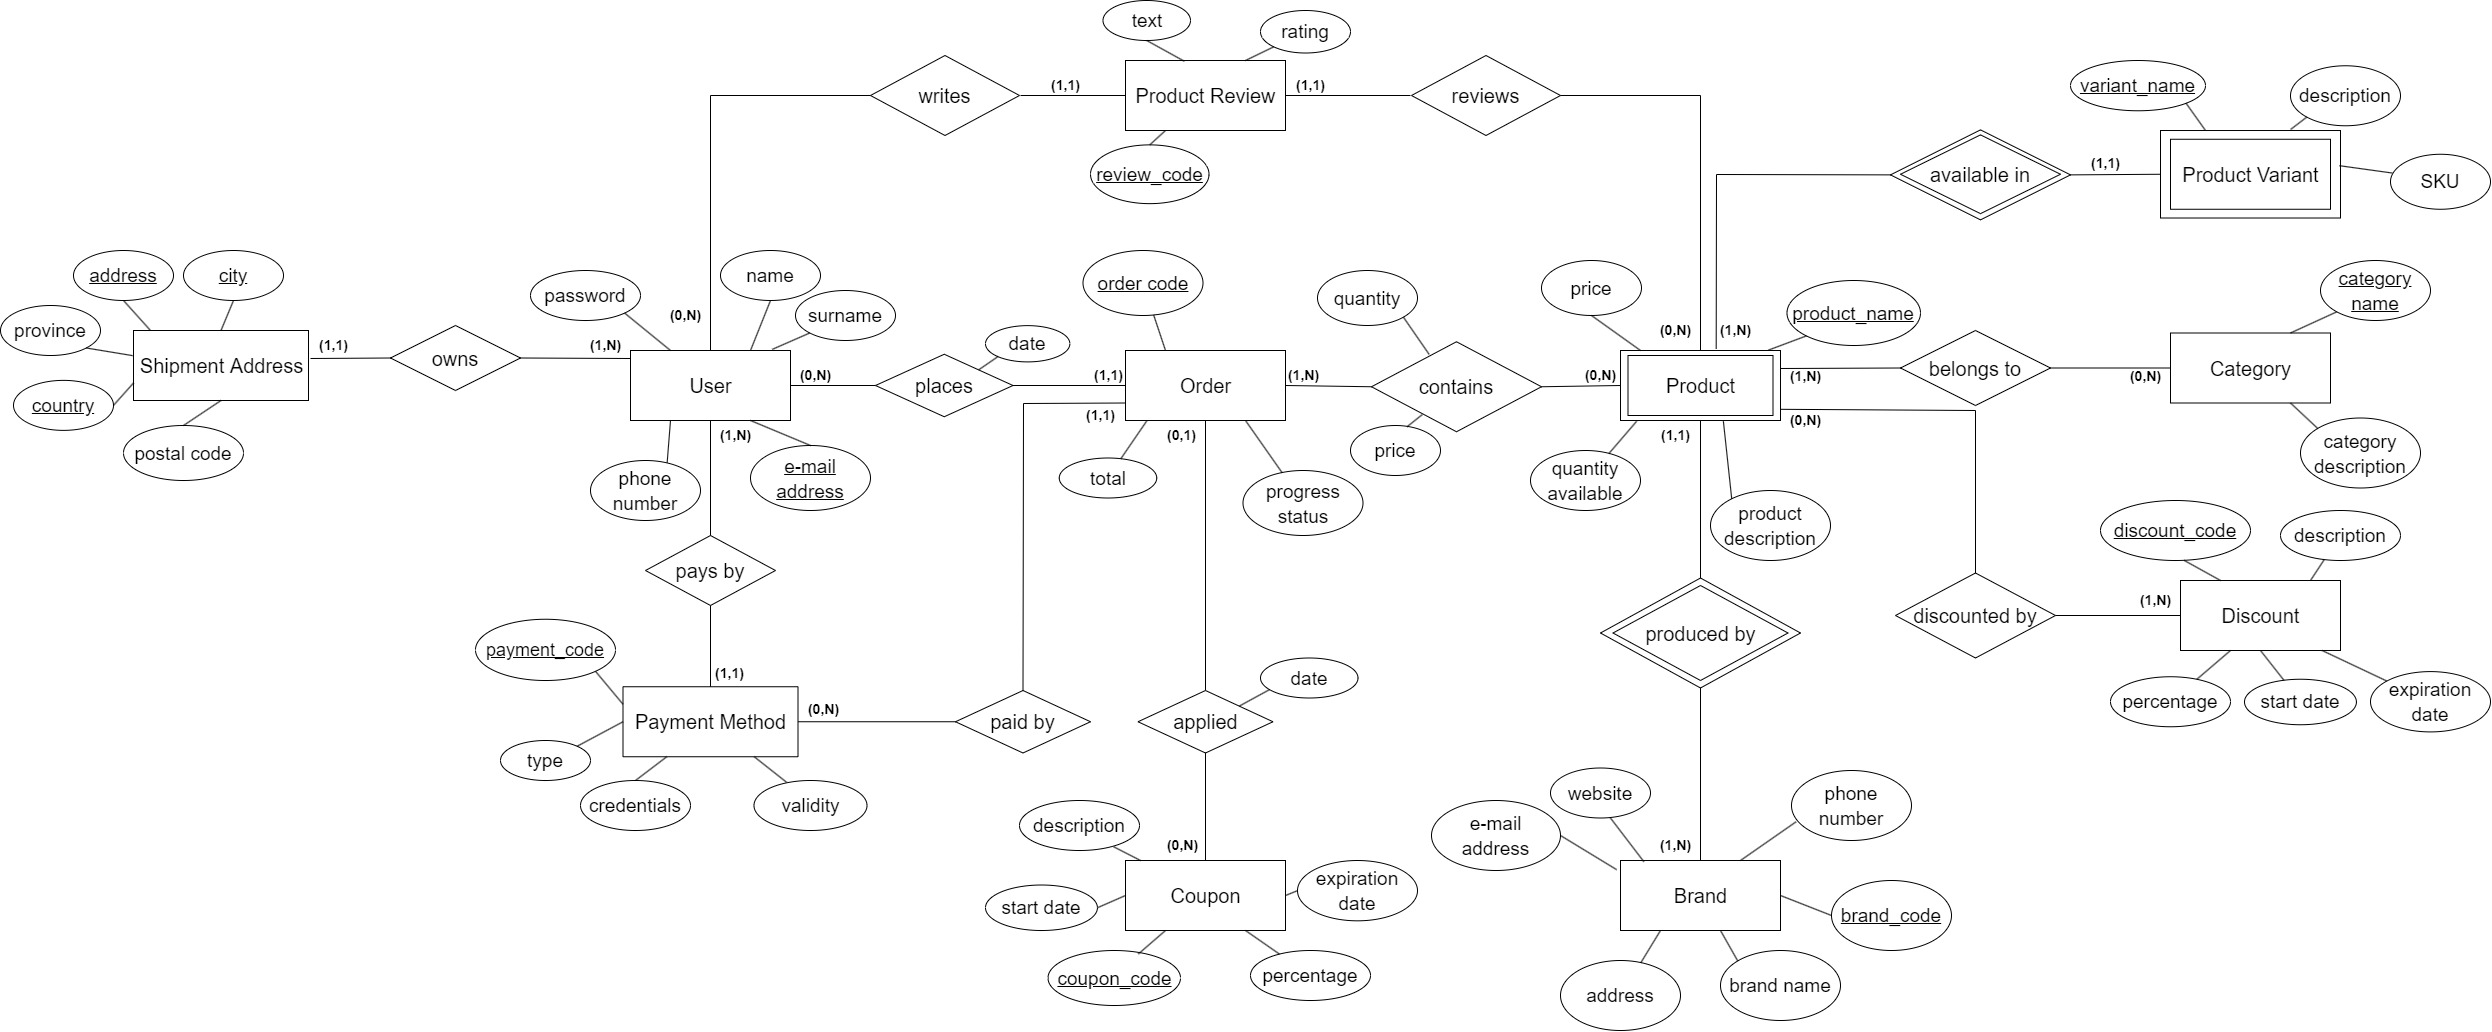 text
rating
writes
(1,1)
Product Review
(1,1)
reviews
review_code
variant_name
description
available in
(1,1)
Product Variant
SKU
address
city
province
Shipment Address
country
postal code
(1,1)
owns
(1,N)
password
name
surname
(0,N)
User
phone
number
(1,N)
e-mail
address
(0,N)
places
date
(1,1)
order code
Order
(1,1)
(0,1)
total
progress
status
(1,N)
quantity
contains
price
(0,N)
price
(0,N)
(1,N)
product_name
Product
(1,1)
quantity
available
product
description
(1,N)
belongs to
(0,N)
category
name
Category
category
description
(0,N)
discounted by
(1,N)
discount_code
description
Discount
percentage
start date
expiration
date
pays by
(1,1)
payment_code
Payment Method
type
credentials
validity
(0,N)
paid by
applied
date
(0,N)
description
start date
Coupon
expiration
date
coupon_code
percentage
produced by
(1,N)
website
e-mail
address
phone
number
Brand
brand_code
address
brand name